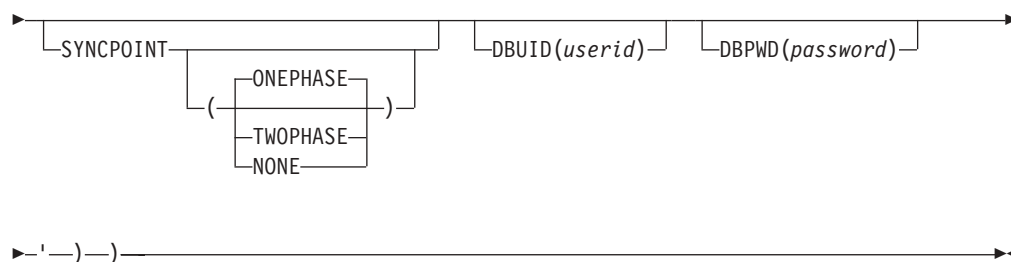 SYNCPOINT DBUID(userid) DBPWD(password)
ONEPHASE
( )
TWOPHASE
NONE
' ) )